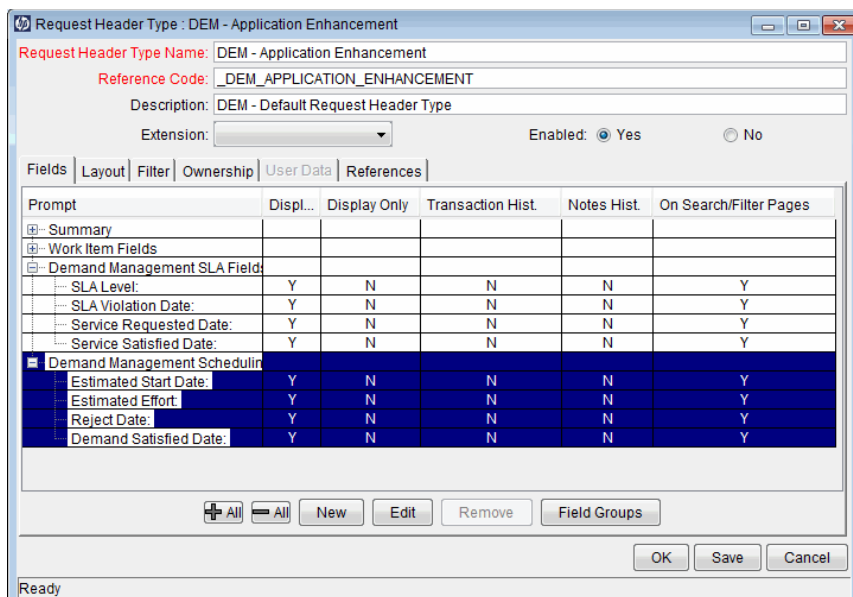 Request Header Type : DEM - Application Enhancement
Request Header Type Name: DEM - Application Enhancement
Reference Code: _DEM_APPLICATION_ENHANCEMENT
Description: DEM - Default Request Header Type
Extension: Enabled: Yes No
Fields Layout Filter Ownership User Data References
Prompt Displ... Display Only Transaction Hist. Notes Hist. On Search/Filter Pages
Summary
Work Item Fields
Demand Management SLA Fields
SLA Level: Y N N N Y
SLA Violation Date: Y N N N Y
Service Requested Date: Y N N N Y
Service Satisfied Date: Y N N N Y
Demand Management Schedulin
Estimated Start Date: Y N N N Y
Estimated Effort: Y N N N Y
Reject Date: Y N N N Y
Demand Satisfied Date: Y N N N Y
All All New Edit Remove Field Groups
OK Save Cancel
Ready